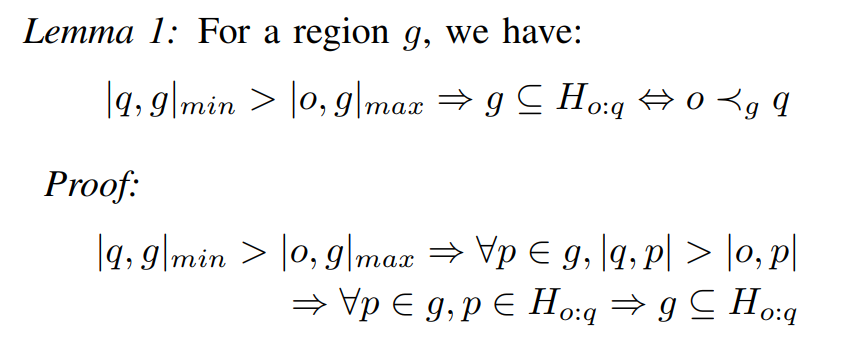 Lemma 1: For a region g, we have:
|q, g|min > |o, g|max ⇒ g ⊆ Ho:q ⇔ o ≺g q
Proof:
|q, g|min > |o, g|max ⇒ ∀p ∈ g, |q, p| > |o, p|
⇒ ∀p ∈ g, p ∈ Ho:q ⇒ g ⊆ Ho:q